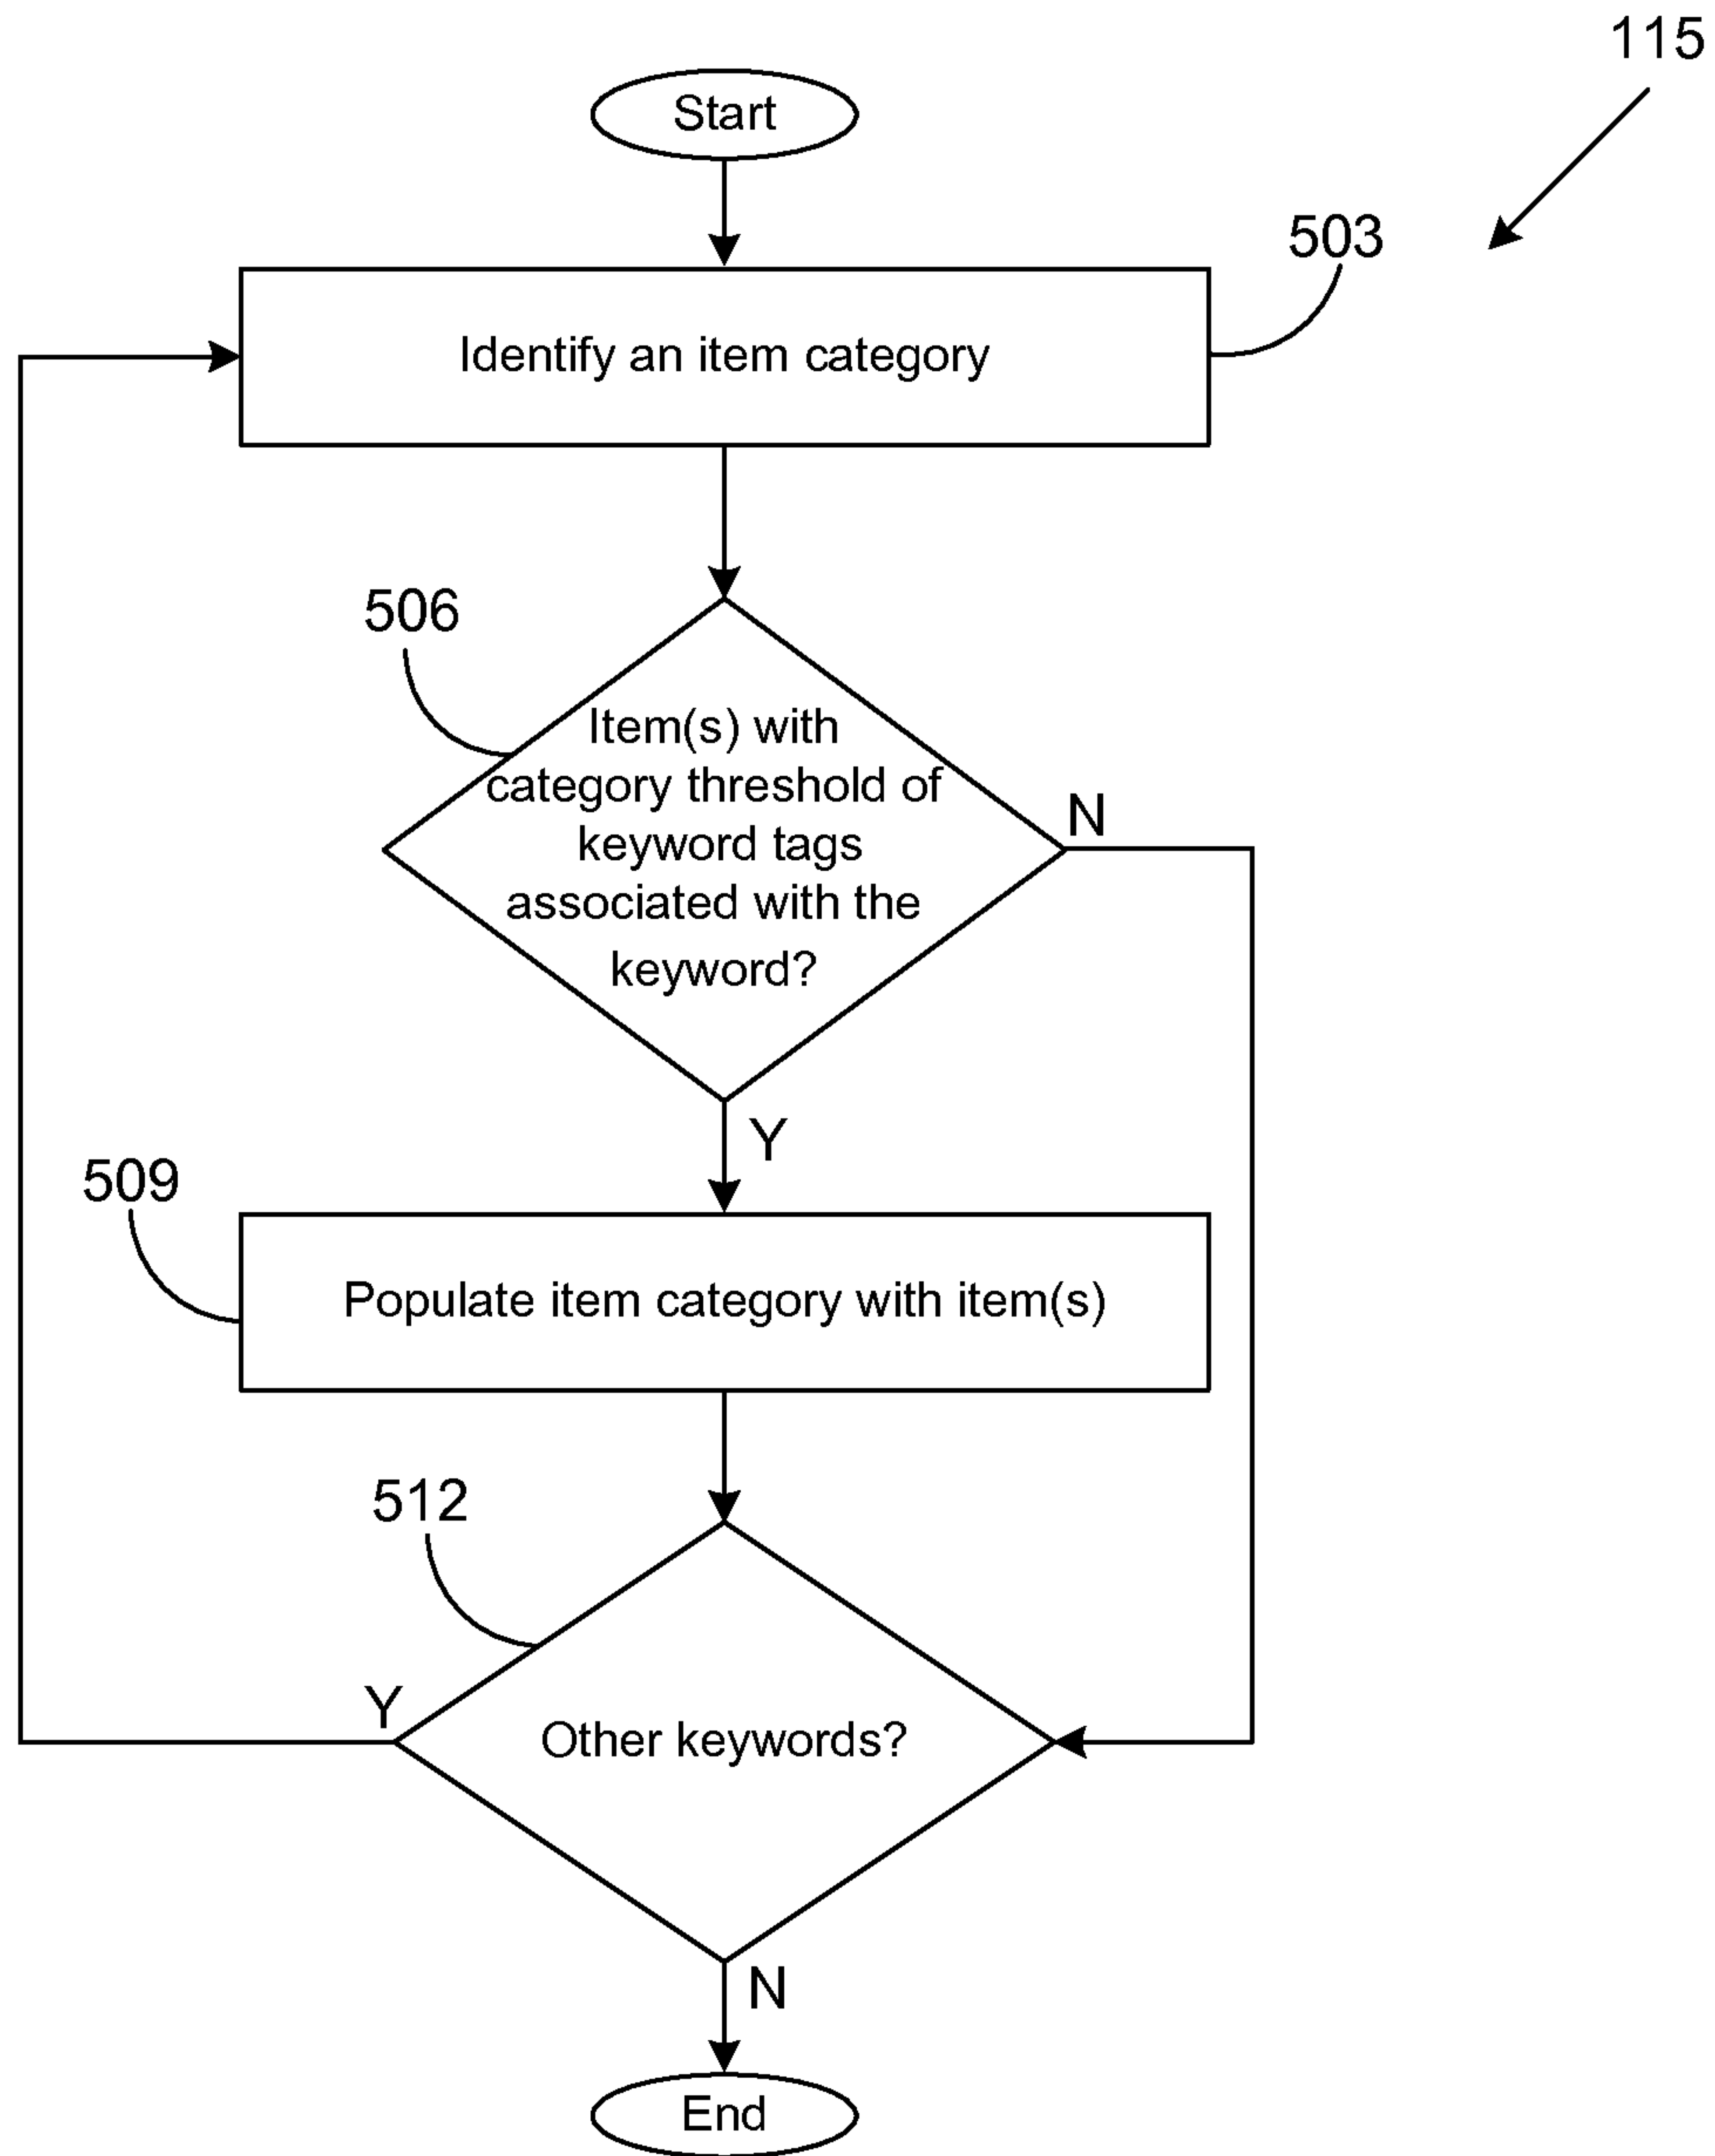 115
Start
503
Identify an item category
506
Item(s) with
category threshold of
keyword tags
associated with the
keyword?
N
Y
509
Populate item category with item(s)
512
Y
Other keywords?
N
End